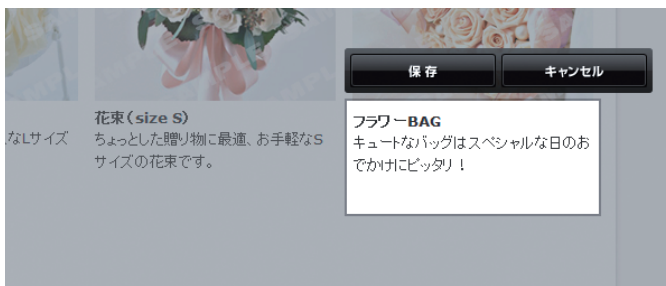 保存
キャンセル
花束(size S)
なLサイズ
ちょっとした贈り物に最適、お手軽なS
サイズの花束です。
フラワーBAG
キュートなバッグはスペシャルな日のお
でかけにピッタリ！